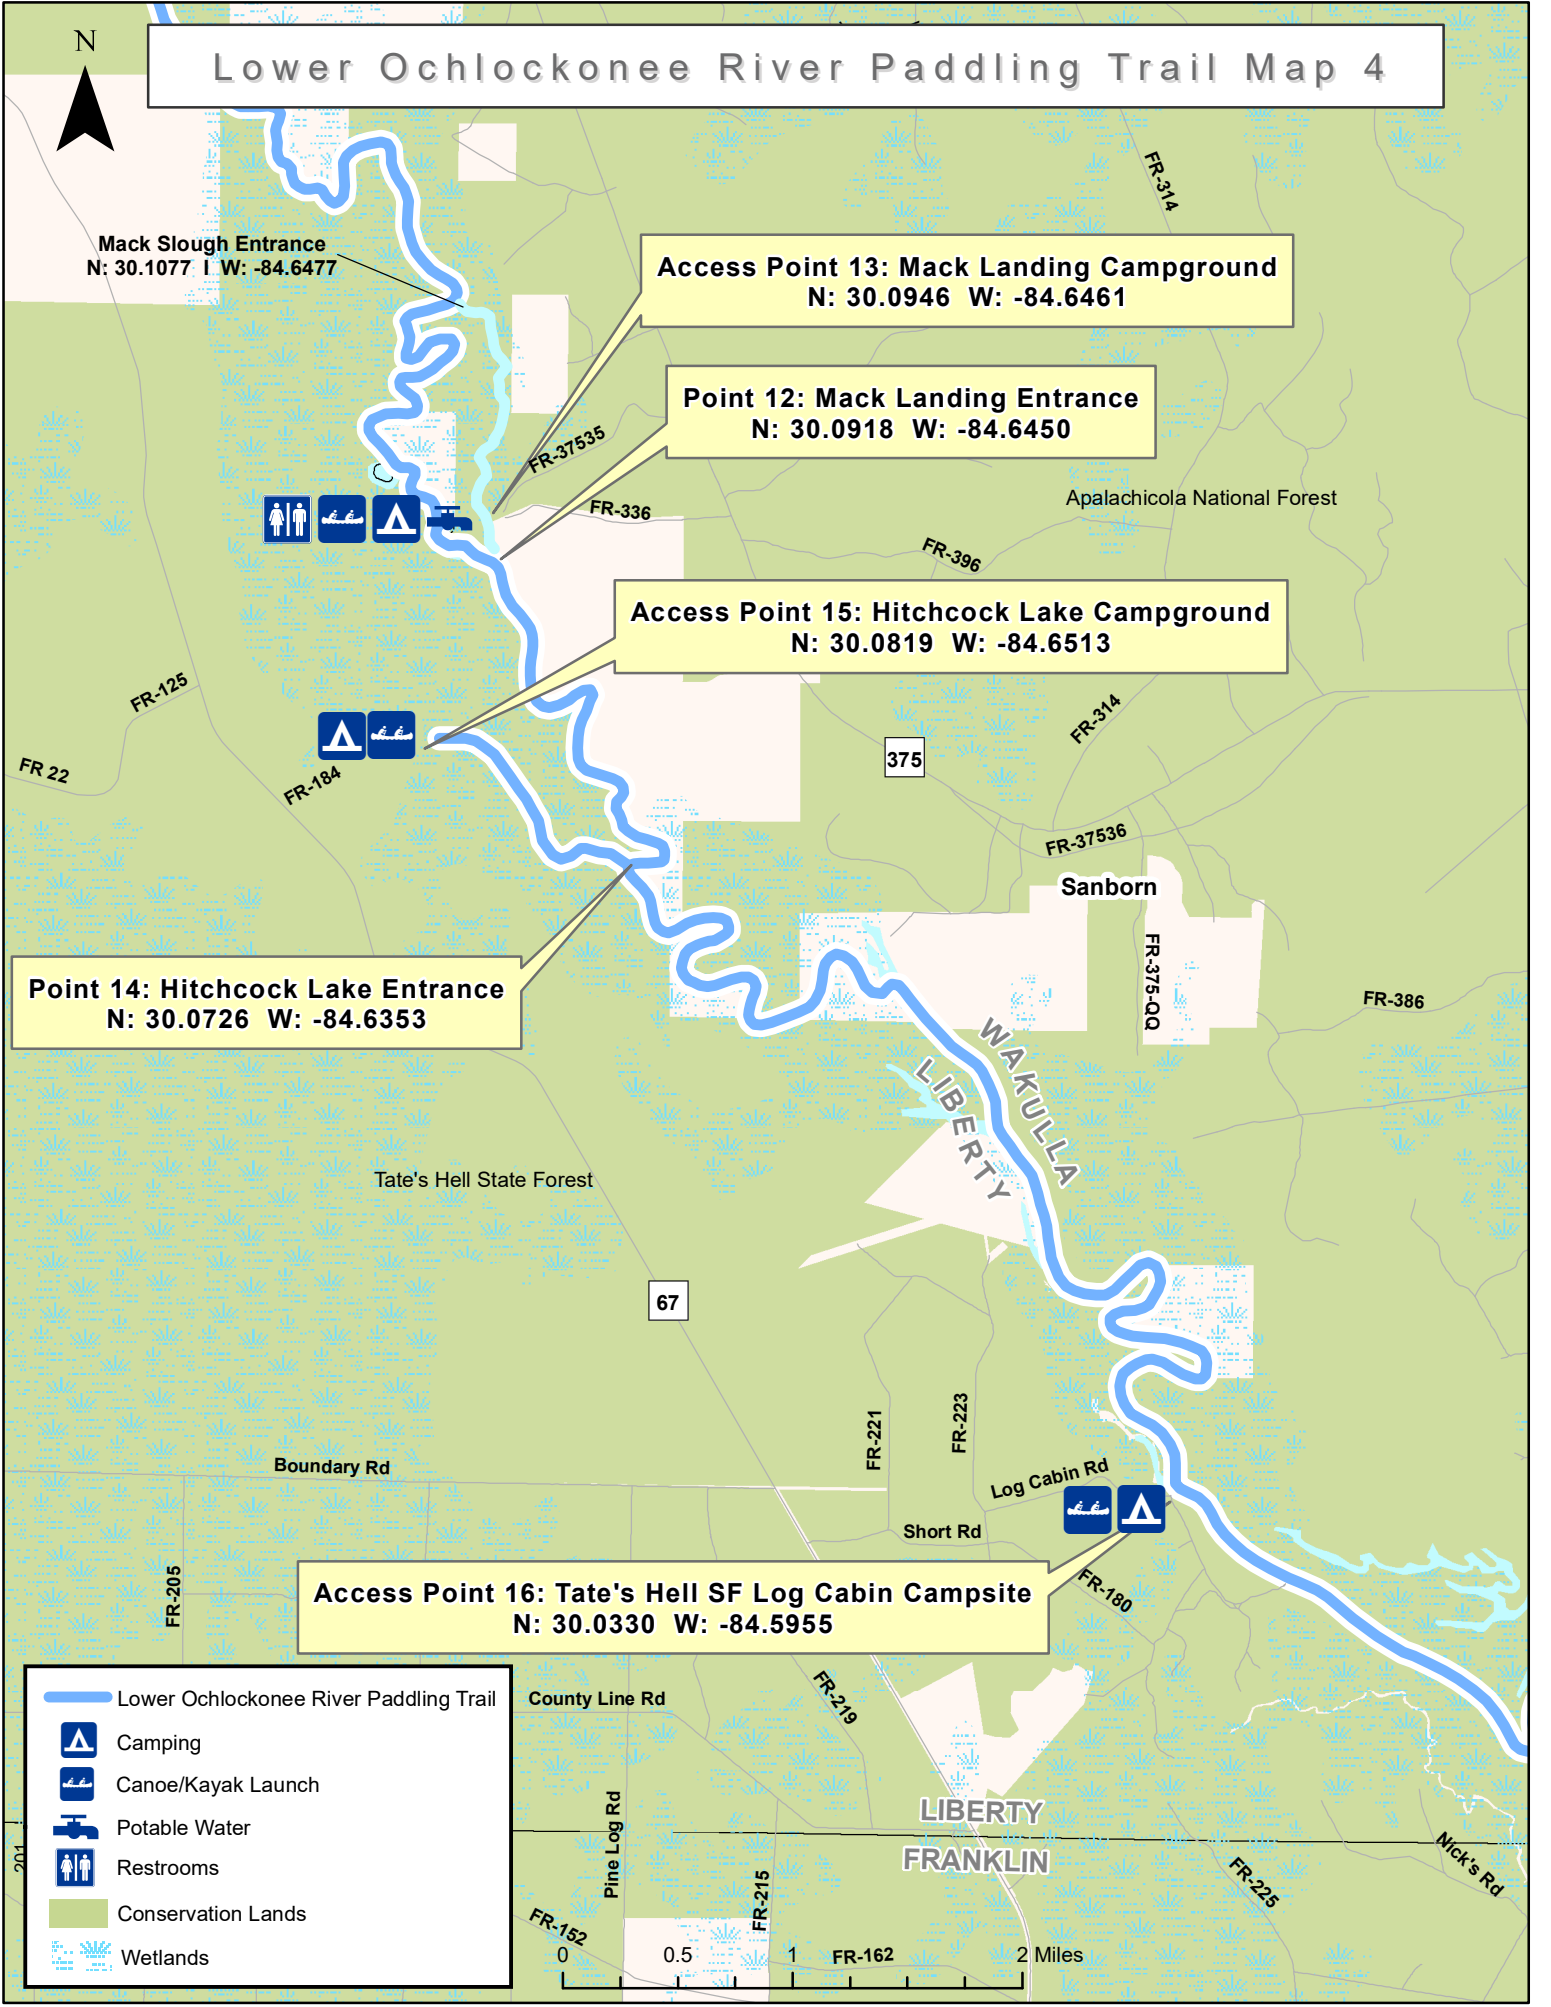 Lower Ochlockonee River Paddling Trail Map 4
N
FR-314
Mack Slough Entrance
N: 30.1077 I W: -84.6477
Access Point 13: Mack Landing Campground
N: 30.0946 W: -84.6461
Point 12: Mack Landing Entrance
N: 30.0918 W: -84.6450
FR-37535
Apalachicola National Forest
FR-336
FR-396
Access Point 15: Hitchcock Lake Campground
N: 30.0819 W: -84.6513
FR-125
FR 22
FR-184
FR-314
375
FR-37536
Sanborn
FR-375-QQ
Point 14: Hitchcock Lake Entrance
N: 30.0726 W: -84.6353
FR-386
WAKULLA
LIBERTY
Tate's Hell State Forest
67
FR-221
FR-223
Boundary Rd
Log Cabin Rd
Short Rd
FR-205
Access Point 16: Tate's Hell SF Log Cabin Campsite
N: 30.0330 W: -84.5955
FR-180
County Line Rd
FR-219
Lower Ochlockonee River Paddling Trail
Camping
Canoe/Kayak Launch
Potable Water
Restrooms
Conservation Lands
Wetlands
201
Pine Log Rd
LIBERTY
FRANKLIN
FR-215
FR-225
Nick's Rd
FR-152
FR-162
0 0.5 1 2 Miles